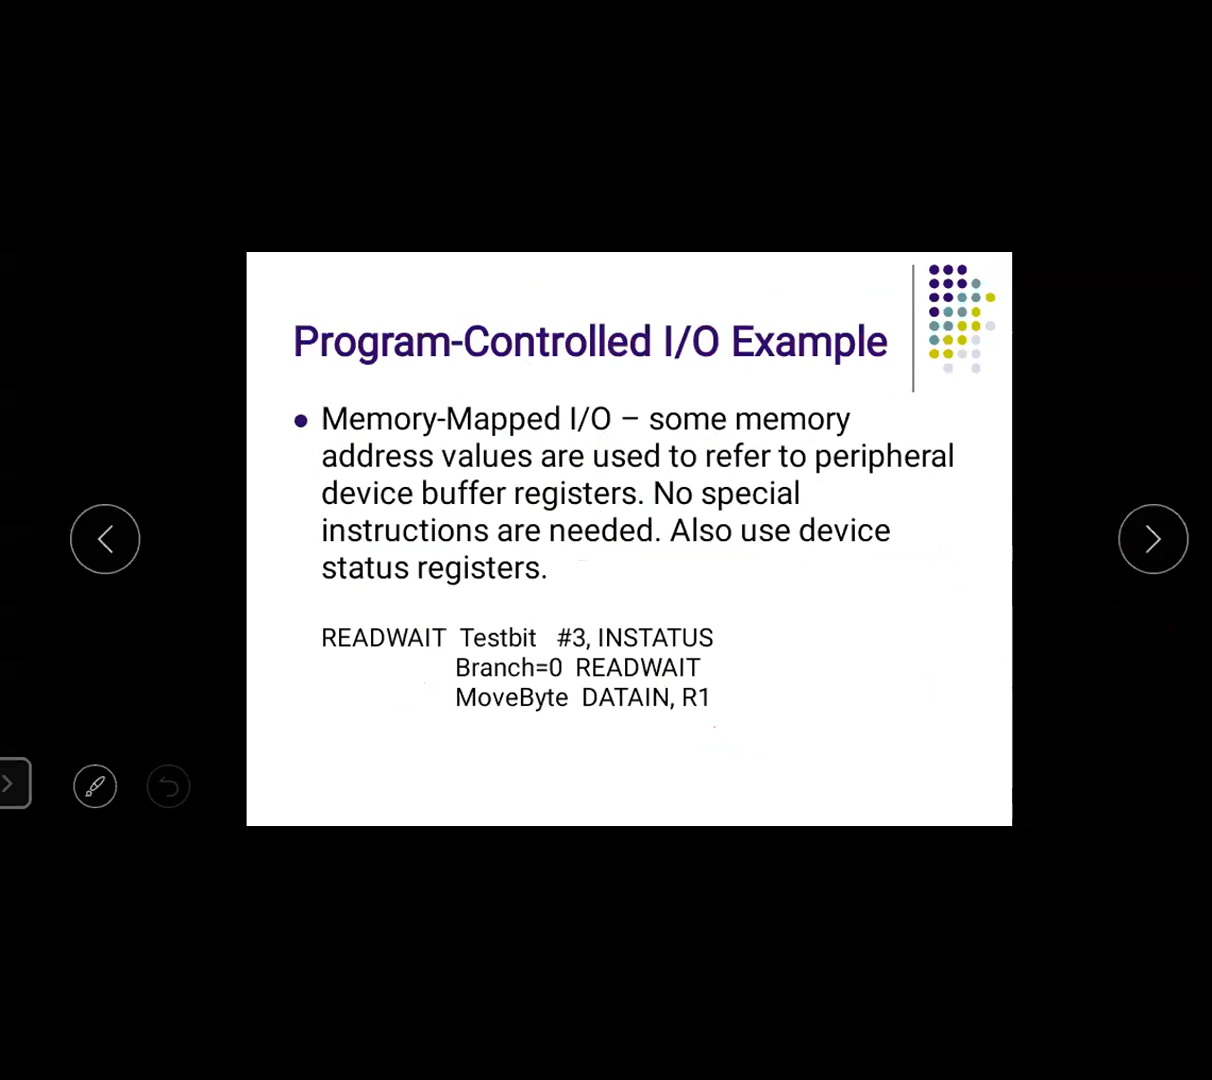 Program-Controlled I/O Example
● Memory-Mapped I/O – some memory
address values are used to refer to peripheral
device buffer registers. No special
instructions are needed. Also use device
status registers.
READWAIT Testbit #3, INSTATUS
Branch=0 READWAIT
MoveByte DATAIN, R1